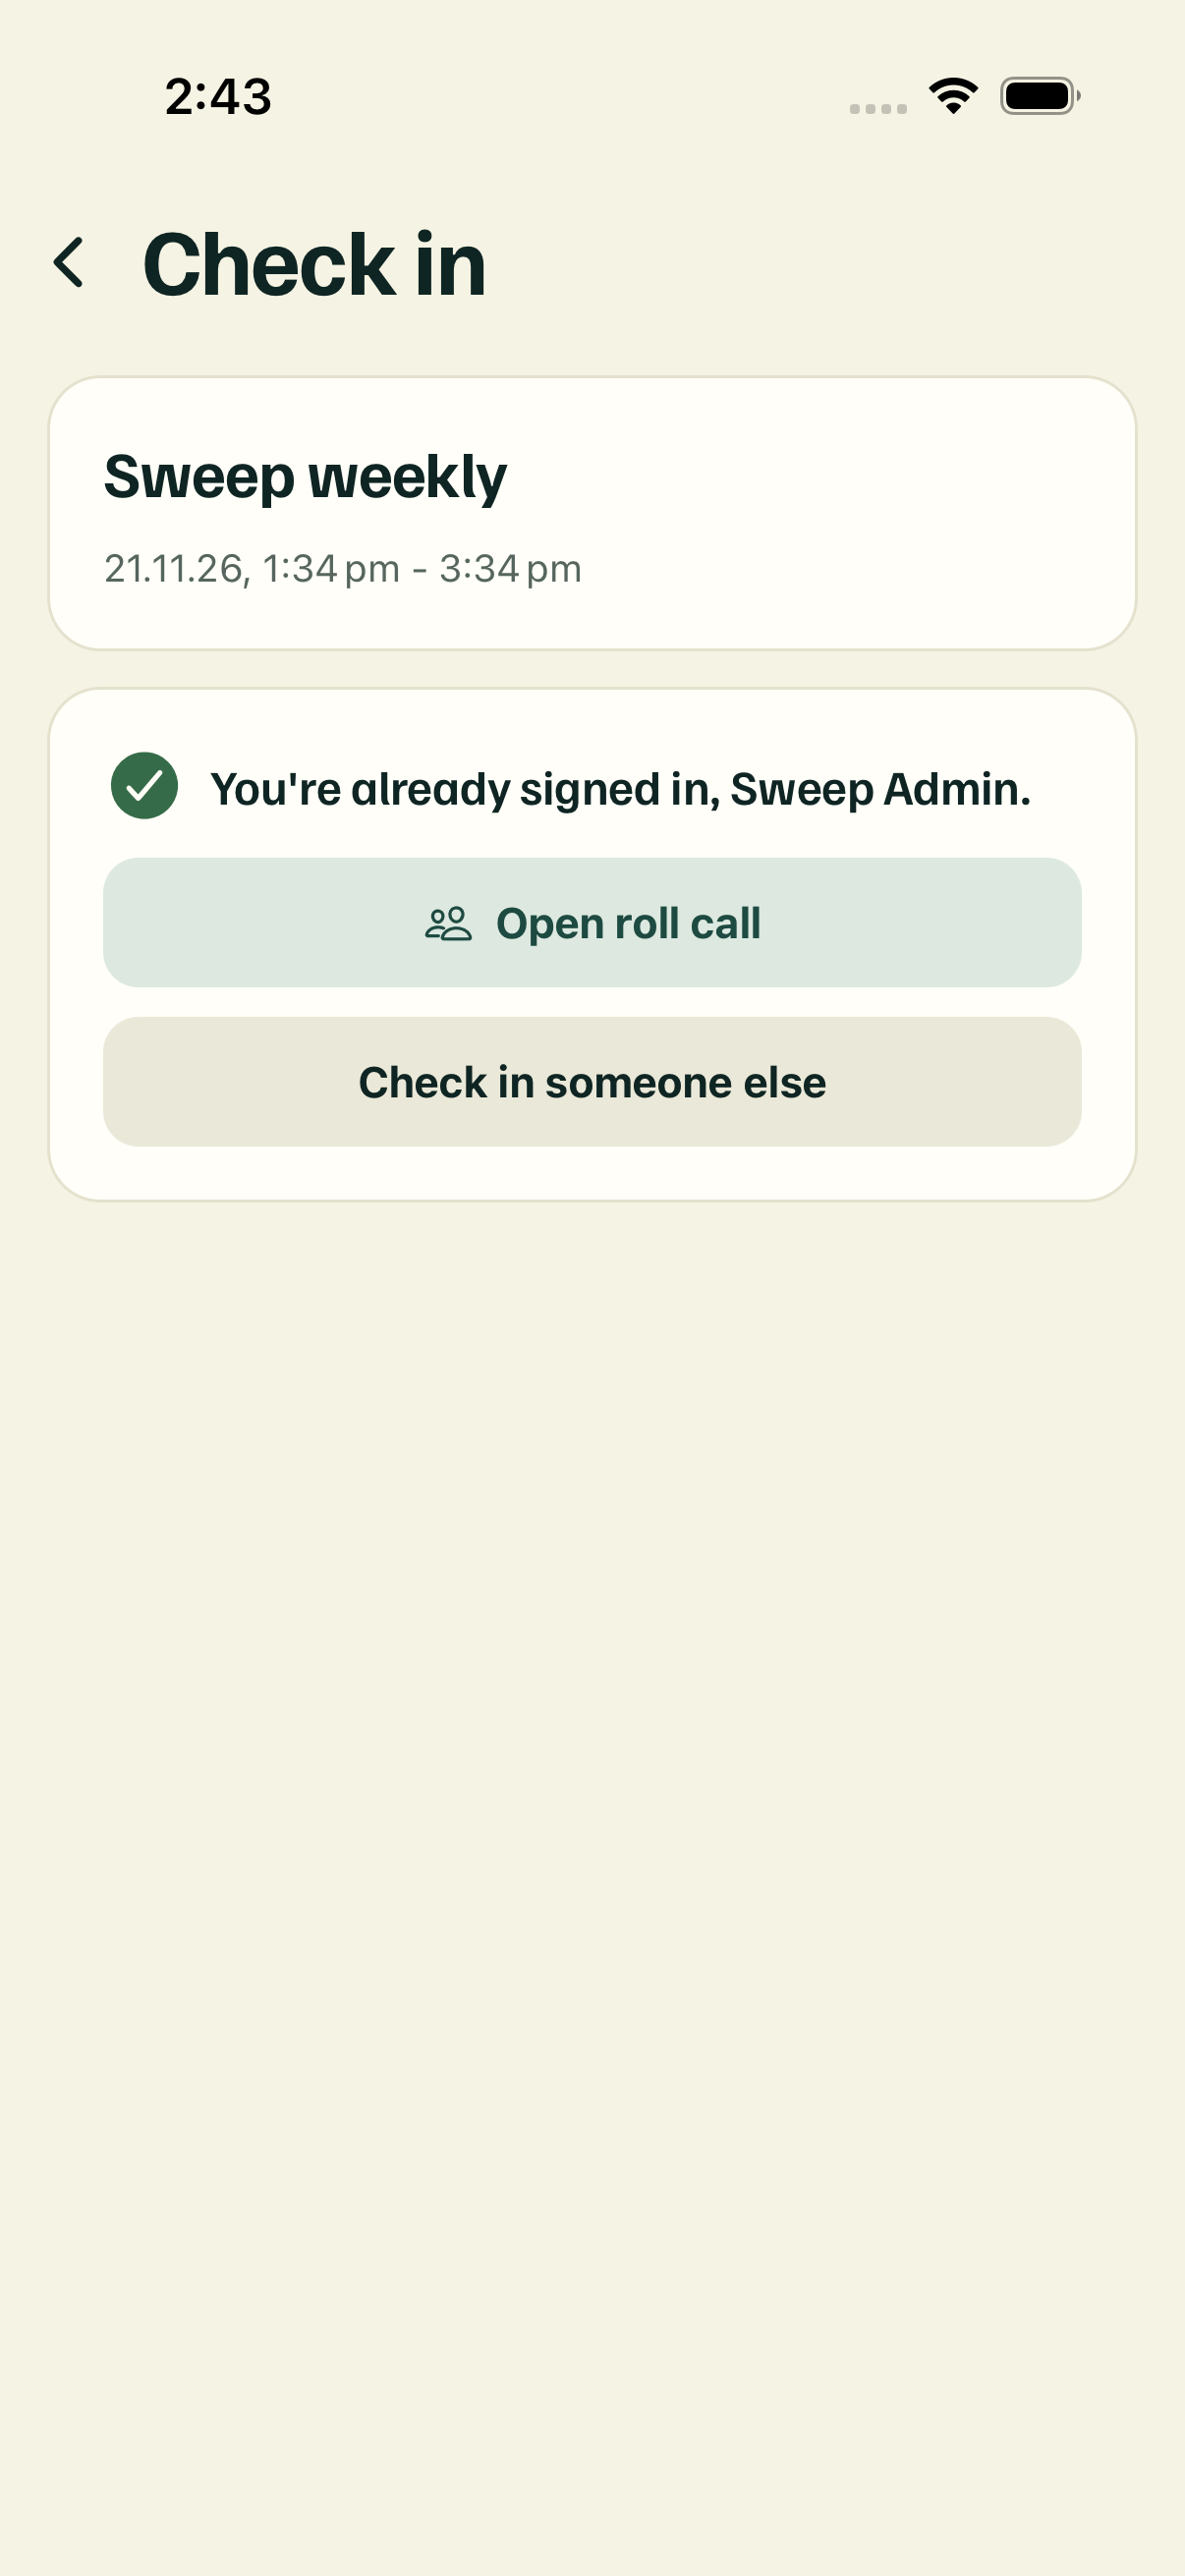 2:43
Check in
Sweep weekly
21.11.26, 1:34 pm - 3:34 pm
You're already signed in, Sweep Admin.
Open roll call
Check in someone else